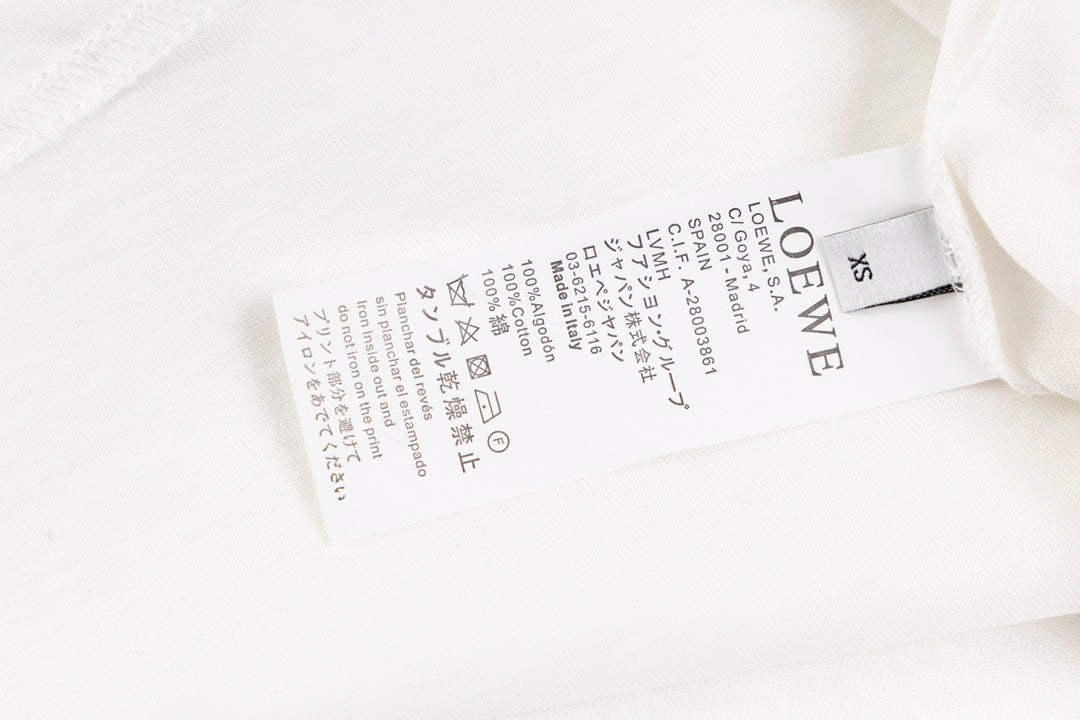 LOEWE
XS
LOEWE, S.A.
C/ Goya, 4
28001 - Madrid
SPAIN
C.I.F. A-28003861
LVMH
ファション・グループ
ジャパン株式会社
ロエベジャパン
03-6215-6116
Made in Italy
100%Algodón
100%Cotton
100% 綿
F
タンブル乾燥禁止
Planchar del revés
sin planchar el estampado
Iron inside out and
do not iron on the print
プリント部分を避けて
アイロンをあでてください